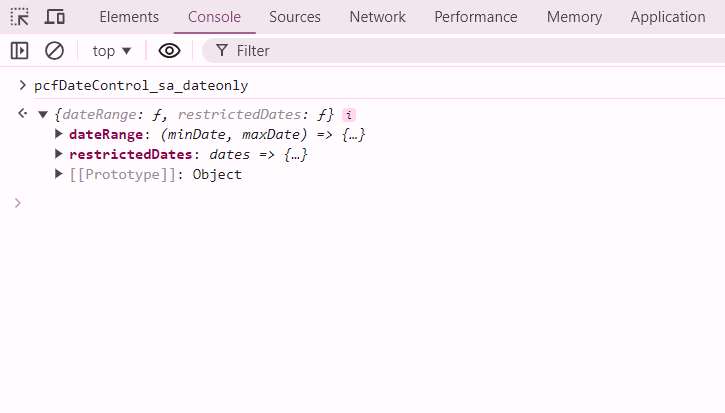 Elements Console Sources Network Performance Memory Application
top Filter
pcfDateControl_sa_dateonly
{dateRange: ƒ, restrictedDates: ƒ} i
dateRange: (minDate, maxDate) => {…}
restrictedDates: dates => {…}
[[Prototype]]: Object